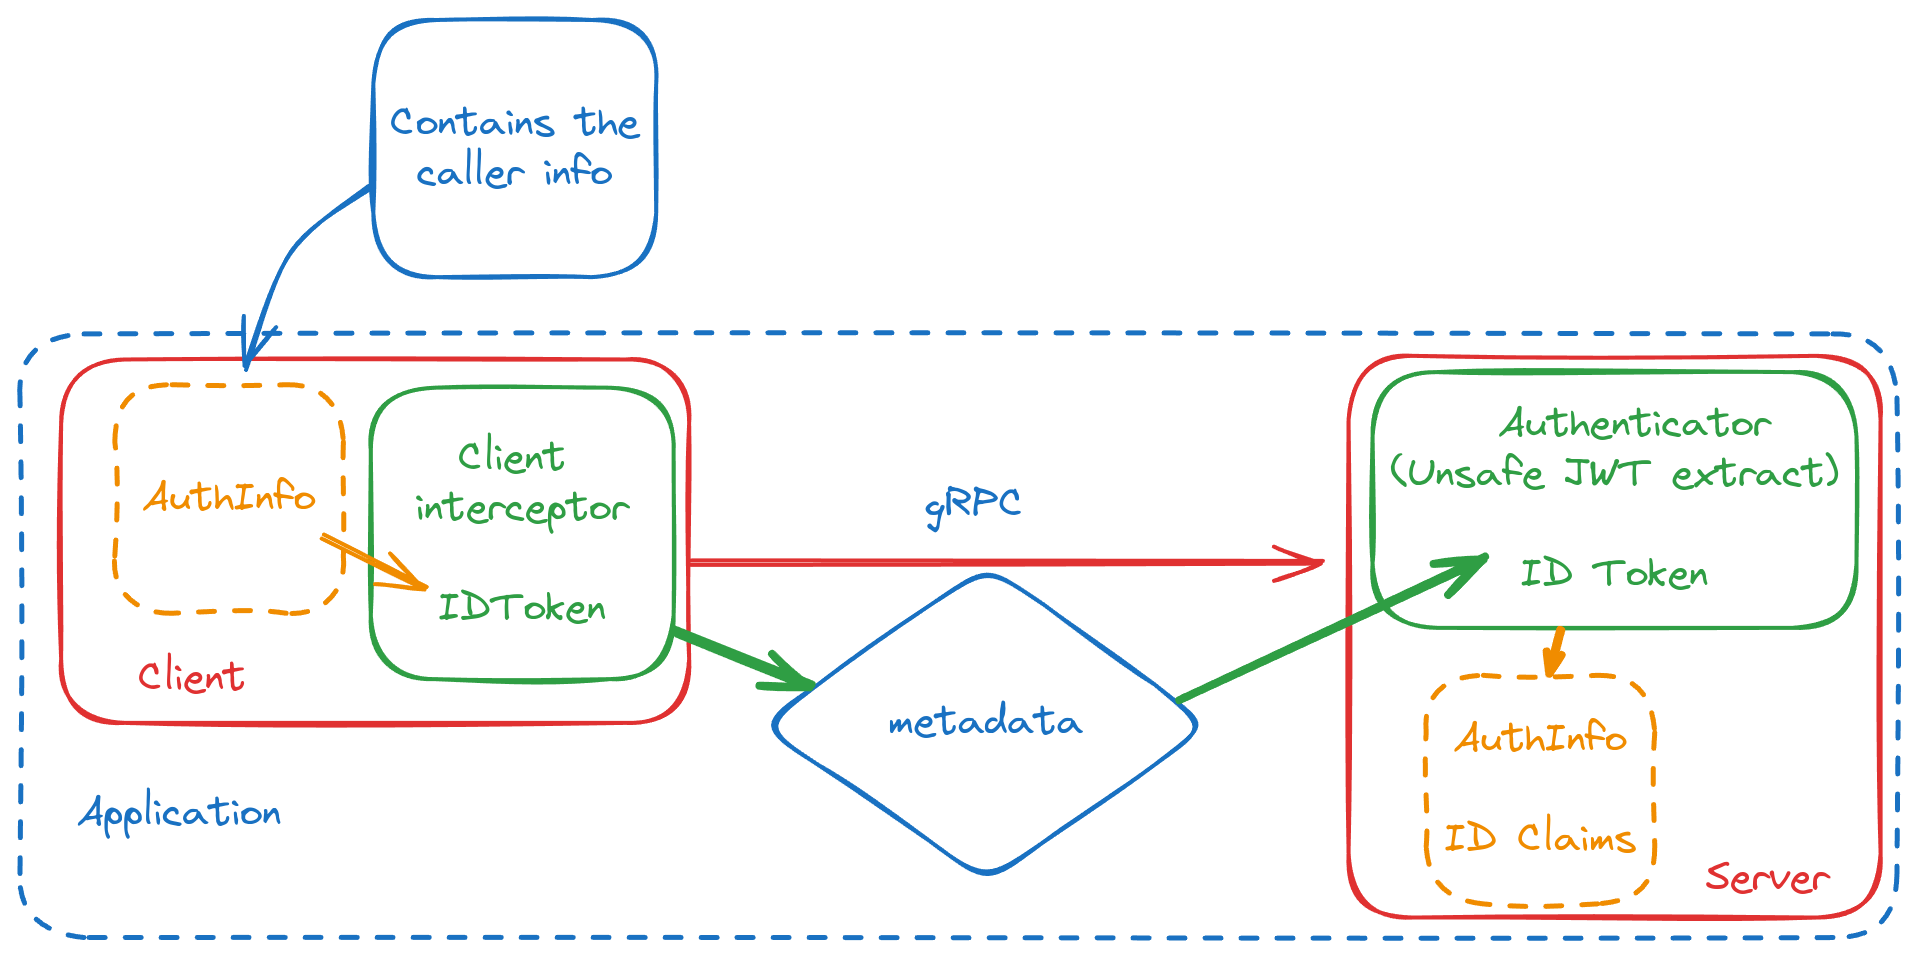 Contains the
caller info
AuthInfo
Client
interceptor
IDToken
Client
Application
gRPC
metadata
Authenticator
(Unsafe JWT extract)
ID Token
AuthInfo
ID Claims
Server